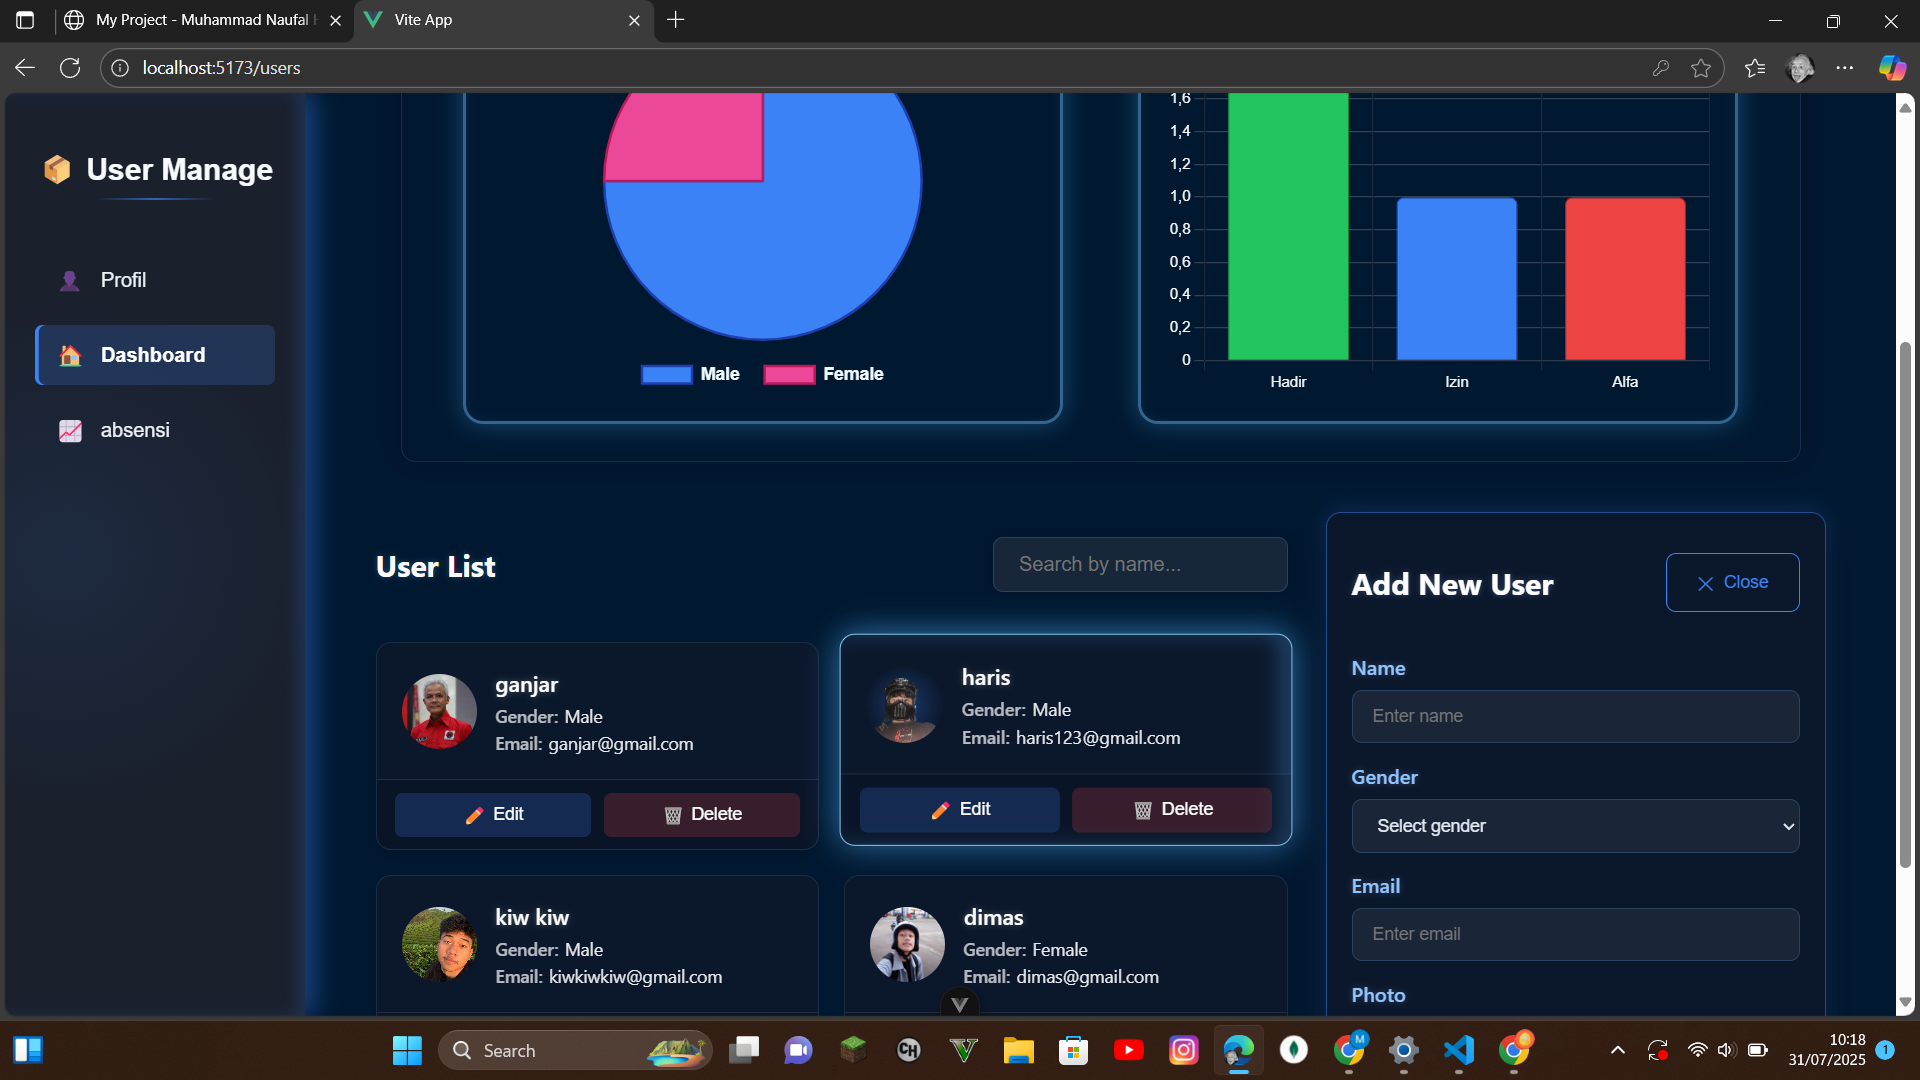 My Project - Muhammad Naufal
Vite App
localhost:5173/users
User Manage
Profil
Dashboard
absensi
Male
Female
1,6
1,4
1,2
1,0
0,8
0,6
0,4
0,2
0
Hadir
Izin
Alfa
User List
Search by name...
ganjar
Gender: Male
Email: ganjar@gmail.com
Edit
Delete
haris
Gender: Male
Email: haris123@gmail.com
Edit
Delete
kiw kiw
Gender: Male
Email: kiwkiwkiw@gmail.com
dimas
Gender: Female
Email: dimas@gmail.com
Add New User
Close
Name
Enter name
Gender
Select gender
Email
Enter email
Photo
Search
CH
M
10:18
31/07/2025
1